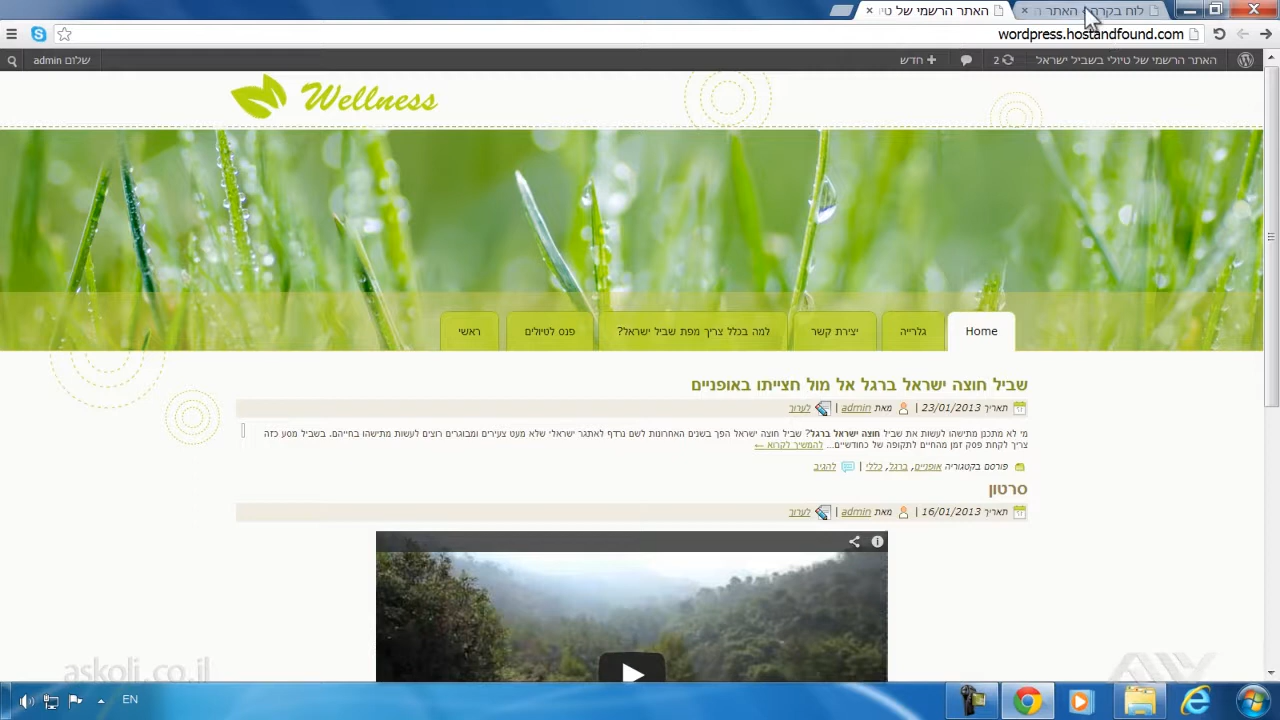 לוח בקרה ‹ האתר ה
האתר הרשמי של טיו
wordpress.hostandfound.com
האתר הרשמי של טיולי בשביל ישראל
2
חדש
שלום admin
Wellness
Home
גלרייה
יצירת קשר
למה בכלל צריך מפת שביל ישראל?
פנס לטיולים
ראשי
שביל חוצה ישראל ברגל אל מול חצייתו באופניים
תאריך 23/01/2013 | מאת admin | לערוך
מי לא מתכנן מתישהו לעשות את שביל חוצה ישראל ברגל? שביל חוצה ישראל הפך בשנים האחרונות לשם נרדף לאתגר ישראלי שלא מעט צעירים ומבוגרים רוצים לעשות מתישהו בחייהם. בשביל מסע כזה
צריך לקחת פסק זמן מהחיים לתקופה של כחודשיים... להמשיך לקרוא ←
פורסם בקטגוריה אופניים, ברגל, כללי | להגיב
סרטון
תאריך 16/01/2013 | מאת admin | לערוך
askoli.co.il
EN